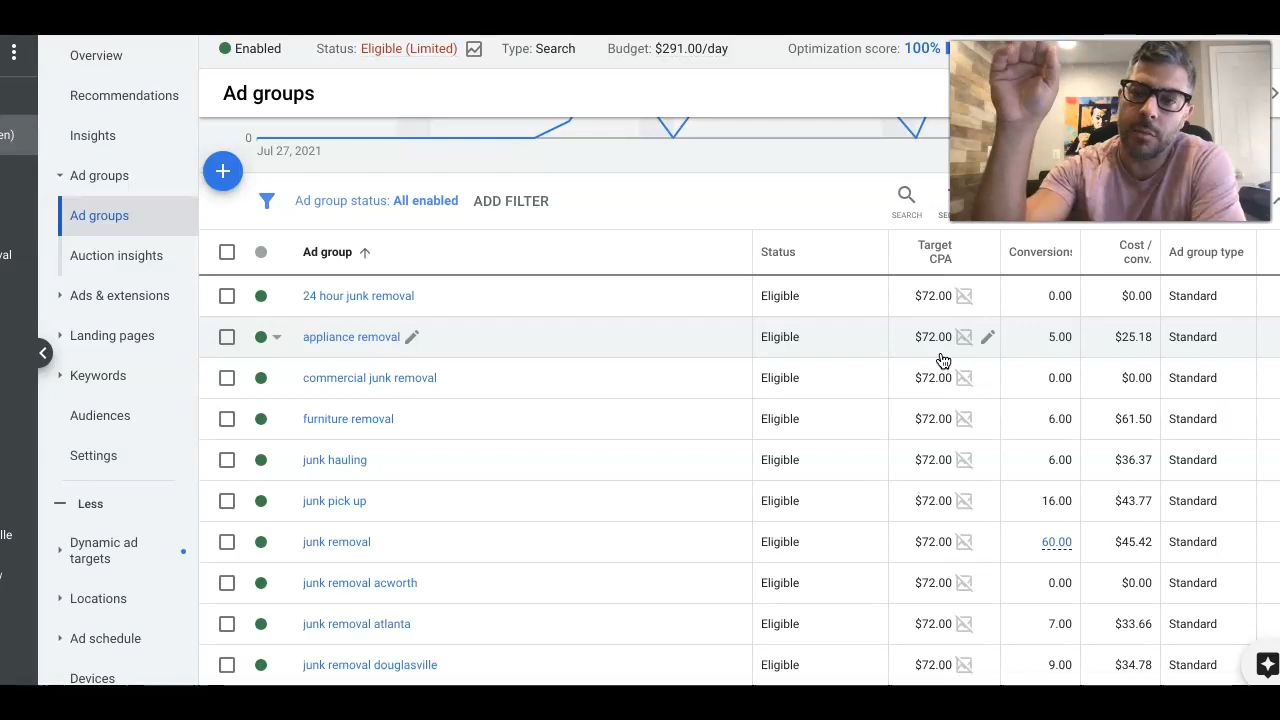 Enabled Status: Eligible (Limited) Type: Search Budget: $291.00/day Optimization score: 100%
Overview
Recommendations
Insights
Ad groups
Ad groups
Auction insights
Ads & extensions
Landing pages
Keywords
Audiences
Settings
Less
Dynamic ad
targets
Locations
Ad schedule
Devices
en)
val
lle
Ad groups
0
Jul 27, 2021
Ad group status: All enabled ADD FILTER
SEARCH
Ad group Status Target CPA Conversions Cost / conv. Ad group type
24 hour junk removal Eligible $72.00 0.00 $0.00 Standard
appliance removal Eligible $72.00 5.00 $25.18 Standard
commercial junk removal Eligible $72.00 0.00 $0.00 Standard
furniture removal Eligible $72.00 6.00 $61.50 Standard
junk hauling Eligible $72.00 6.00 $36.37 Standard
junk pick up Eligible $72.00 16.00 $43.77 Standard
junk removal Eligible $72.00 60.00 $45.42 Standard
junk removal acworth Eligible $72.00 0.00 $0.00 Standard
junk removal atlanta Eligible $72.00 7.00 $33.66 Standard
junk removal douglasville Eligible $72.00 9.00 $34.78 Standard